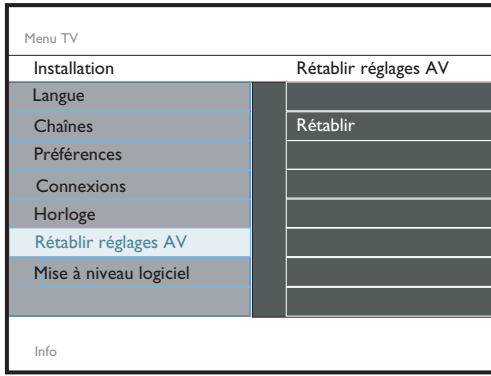 Menu TV
Installation
Rétablir réglages AV
Langue
Chaînes
Rétablir
Préférences
Connexions
Horloge
Rétablir réglages AV
Mise à niveau logiciel
Info